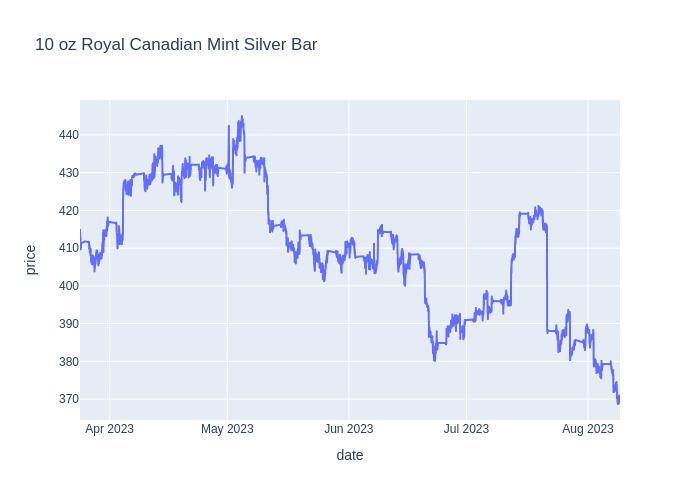 10 oz Royal Canadian Mint Silver Bar
440
430
420
410
400
390
380
370
price
Apr 2023
May 2023
Jun 2023
Jul 2023
Aug 2023
date